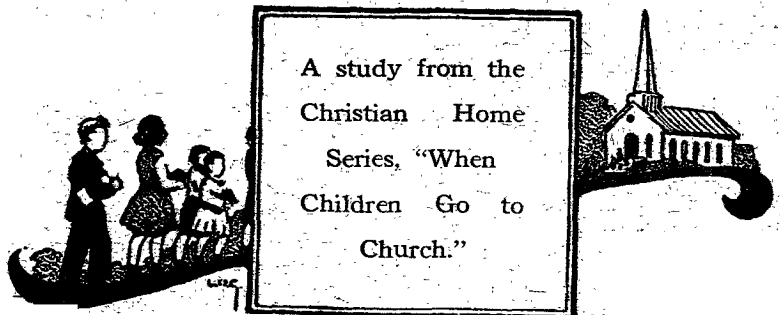 A study from the
Christian Home
Series, “When
Children Go to
Church.”